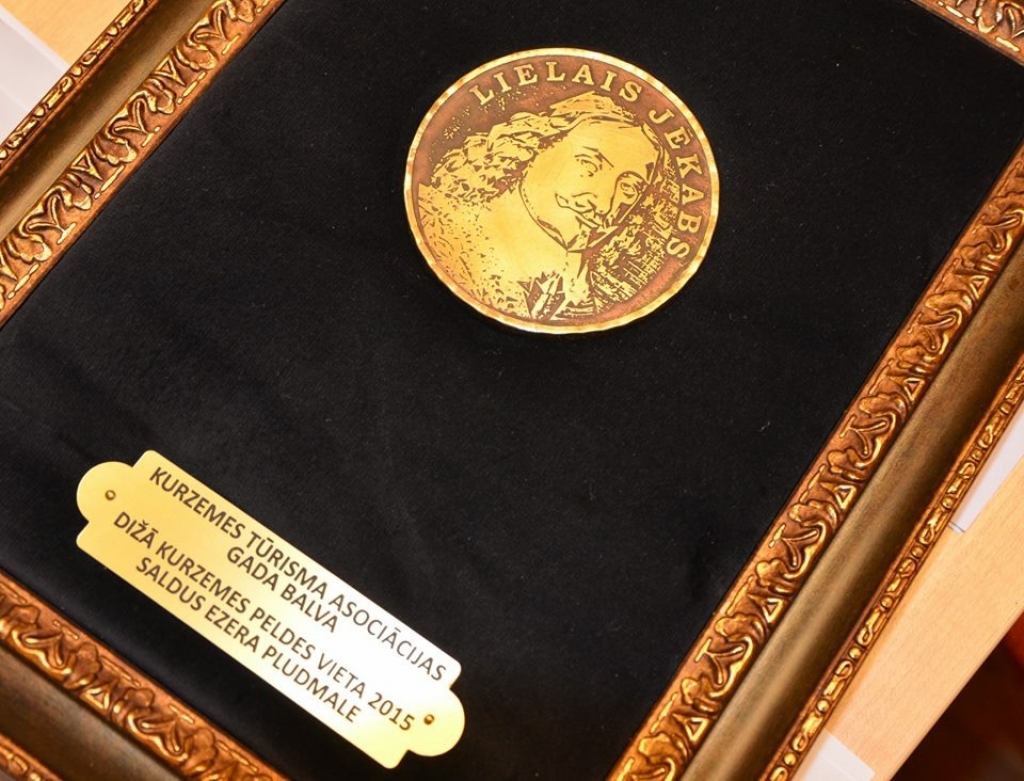 LIELAIS JĒKABS
KURZEMES TŪRISMA ASOCIĀCIJAS
GADA BALVA
DIŽĀ KURZEMES PELDES VIETA 2015
SALDUS EZERA PLUDMALE